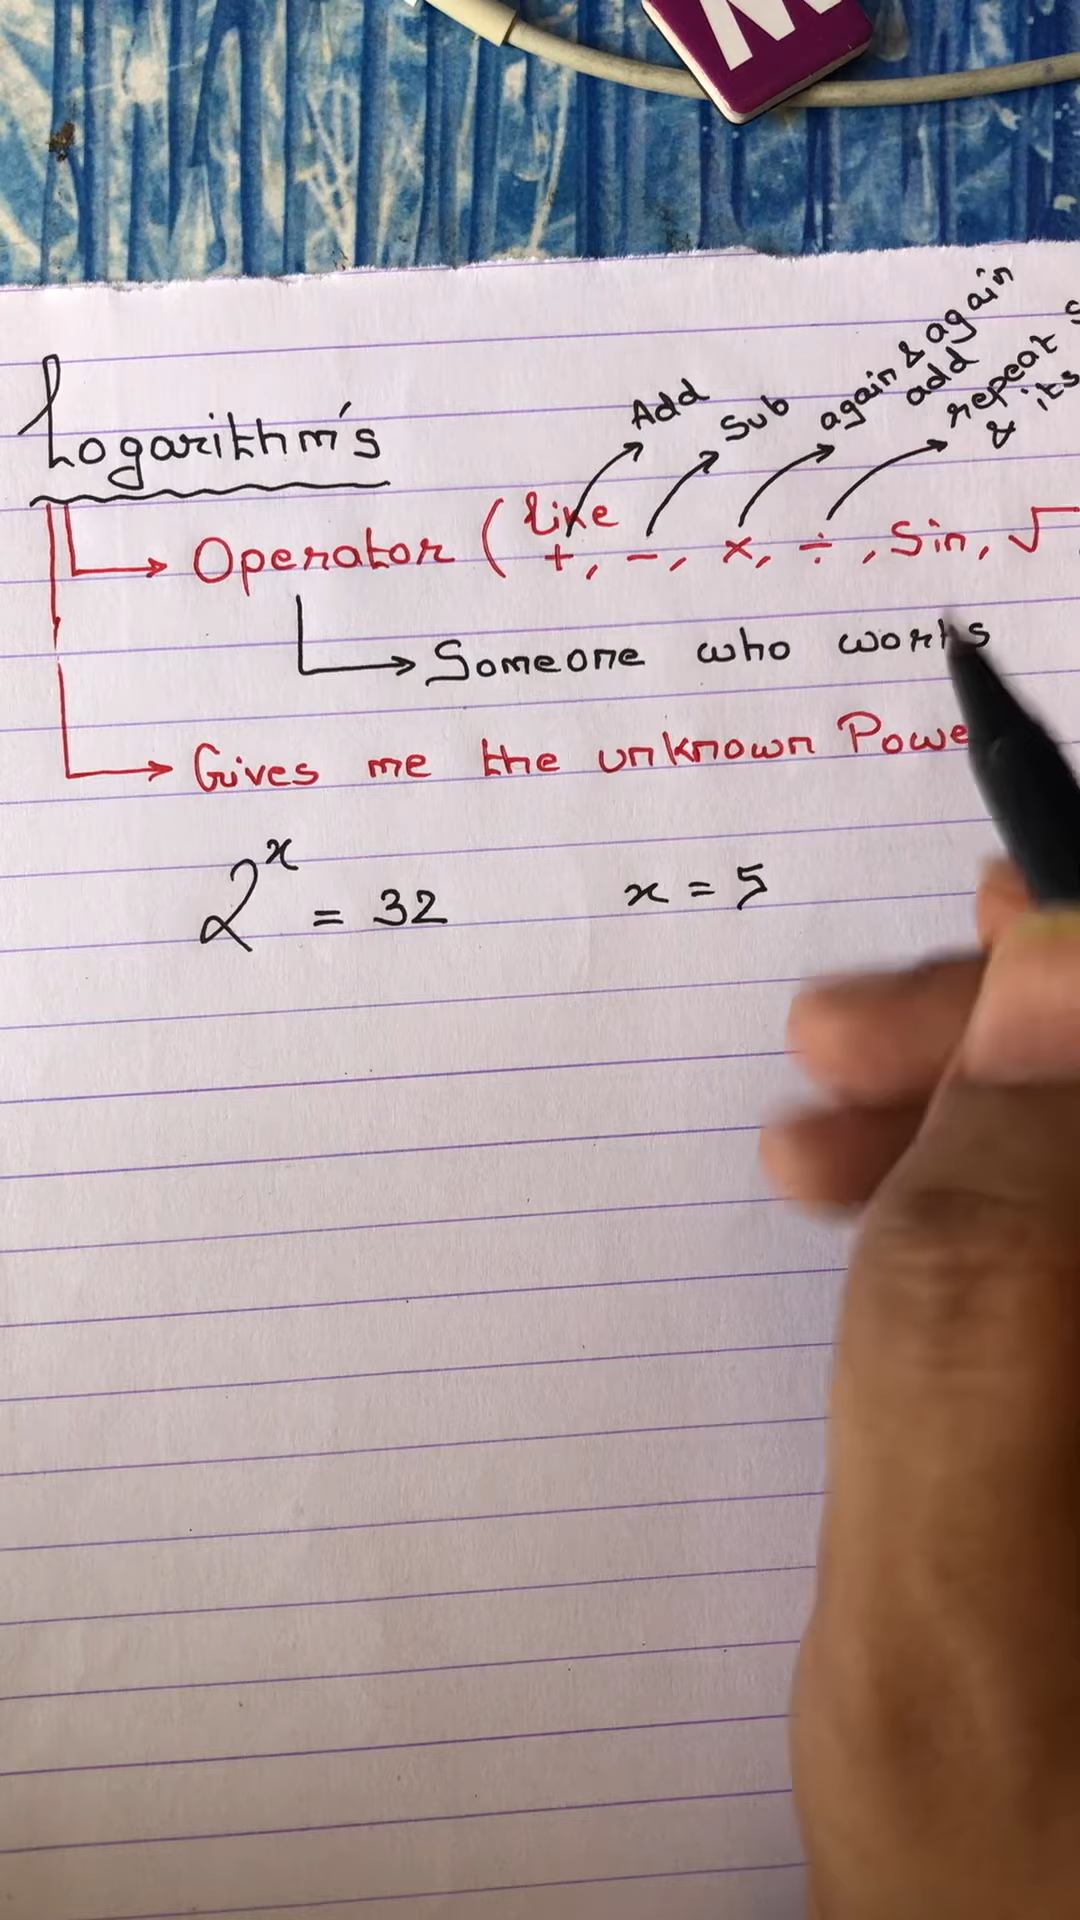 Logarithm's
Add
Sub
again & again
add
repeat
& its
Operator ( like
+, -, ×, ÷, Sin, √
Someone who works
Gives me the unknown Powe
2^x = 32 x = 5